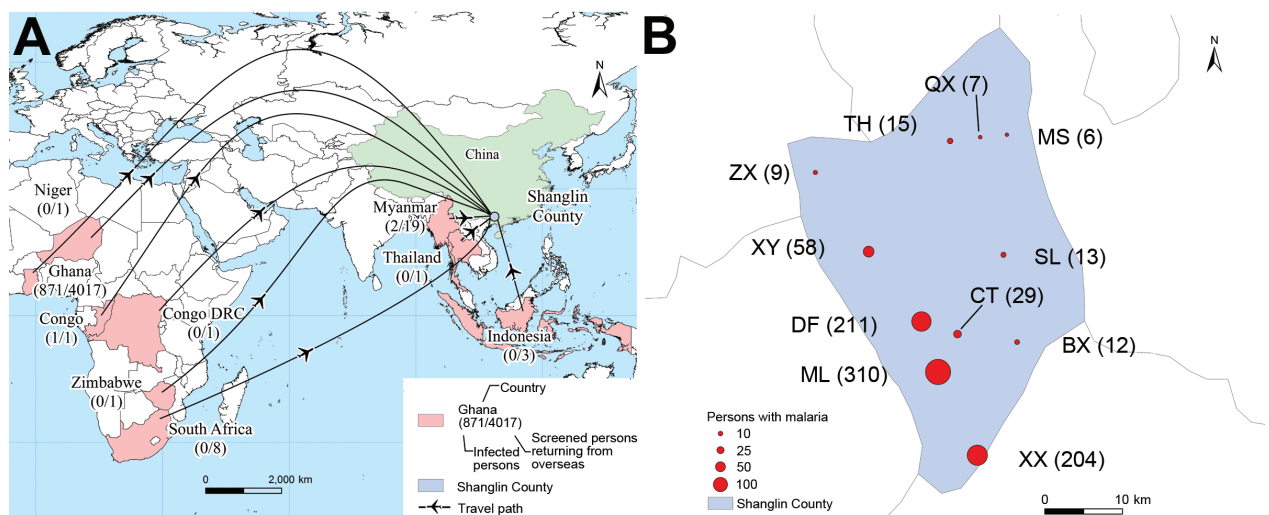 A
N
China
Niger
(0/1)
Shanglin
County
Myanmar
(2/19)
Thailand
(0/1)
Ghana
(871/4017)
Congo
(1/1)
Congo DRC
(0/1)
Indonesia
(0/3)
Zimbabwe
(0/1)
South Africa
(0/8)
0 2,000 km
Country
Ghana
(871/4017)
Infected
persons
Screened persons
returning from
overseas
Shanglin County
Travel path
B
N
QX (7)
TH (15)
MS (6)
ZX (9)
XY (58)
SL (13)
CT (29)
DF (211)
BX (12)
ML (310)
XX (204)
Persons with malaria
10
25
50
100
Shanglin County
0 10 km